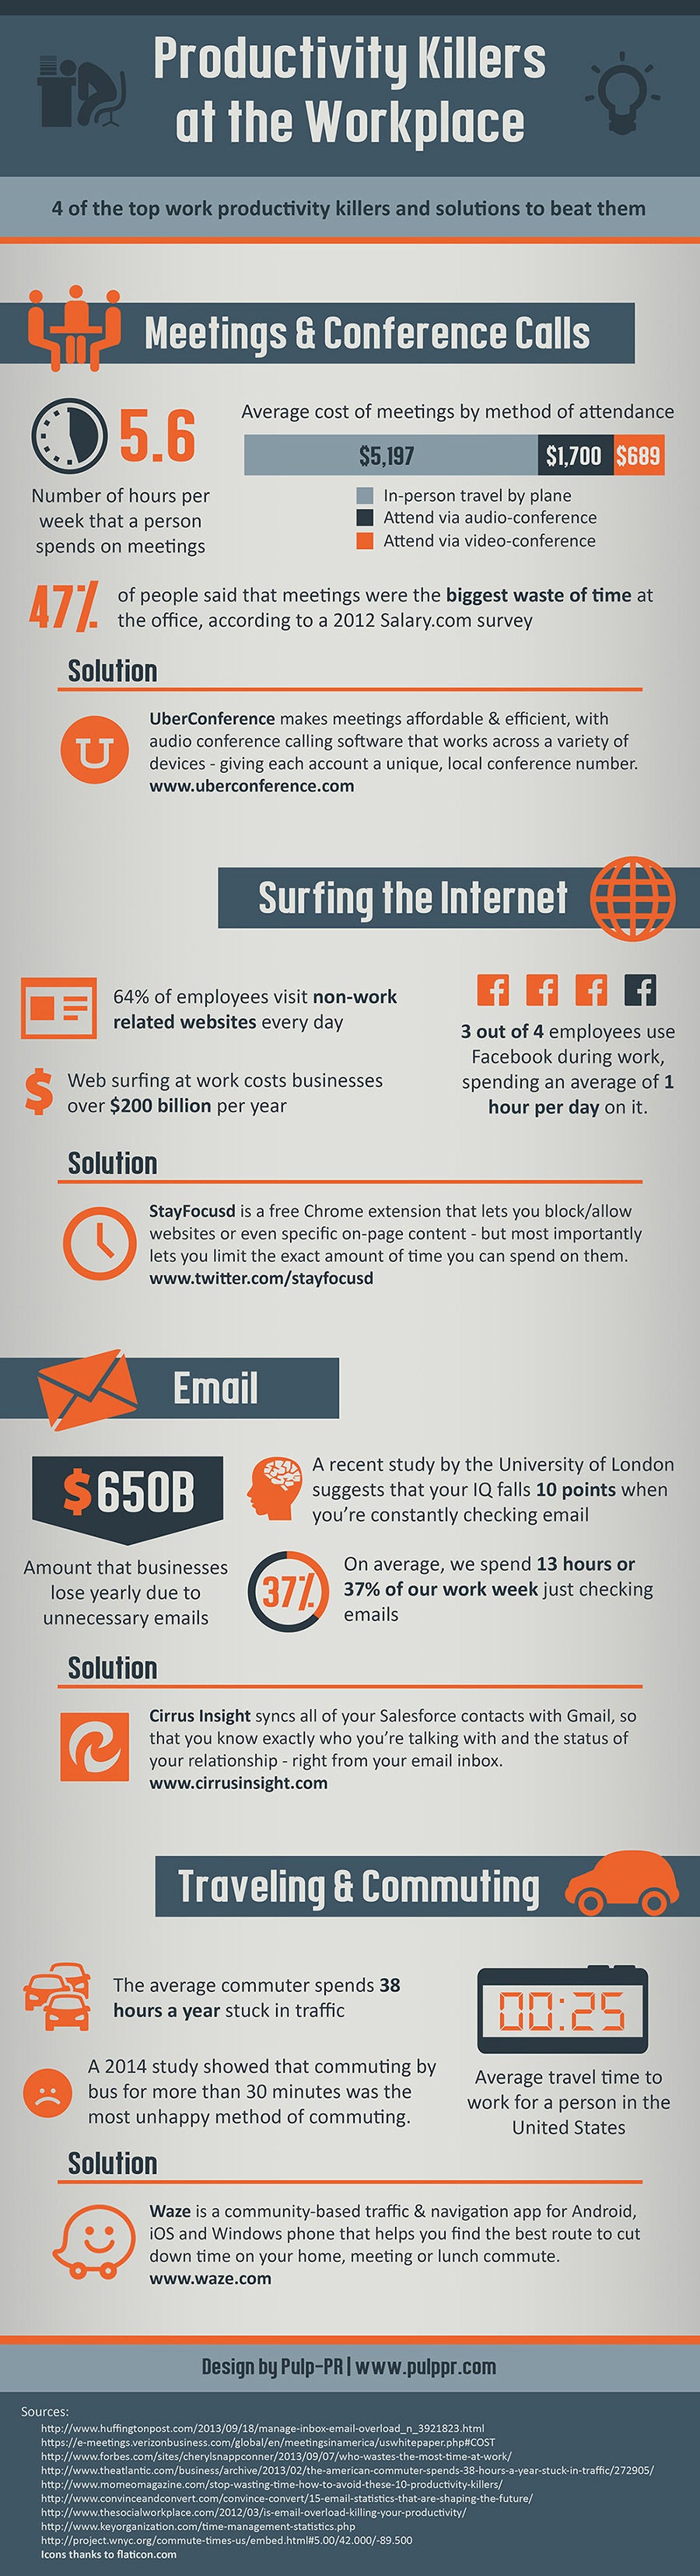 Productivity Killers
at the Workplace
4 of the top work productivity killers and solutions to beat them
Meetings & Conference Calls
5.6
Number of hours per
week that a person
spends on meetings
Average cost of meetings by method of attendance
$5,197
$1,700
$689
In-person travel by plane
Attend via audio-conference
Attend via video-conference
47% of people said that meetings were the biggest waste of time at
the office, according to a 2012 Salary.com survey
Solution
UberConference makes meetings affordable & efficient, with
audio conference calling software that works across a variety of
devices - giving each account a unique, local conference number.
www.uberconference.com
Surfing the Internet
64% of employees visit non-work
related websites every day
$ Web surfing at work costs businesses
over $200 billion per year
3 out of 4 employees use
Facebook during work,
spending an average of 1
hour per day on it.
Solution
StayFocusd is a free Chrome extension that lets you block/allow
websites or even specific on-page content - but most importantly
lets you limit the exact amount of time you can spend on them.
www.twitter.com/stayfocusd
Email
$650B
Amount that businesses
lose yearly due to
unnecessary emails
A recent study by the University of London
suggests that your IQ falls 10 points when
you're constantly checking email
37%
On average, we spend 13 hours or
37% of our work week just checking
emails
Solution
Cirrus Insight syncs all of your Salesforce contacts with Gmail, so
that you know exactly who you're talking with and the status of
your relationship - right from your email inbox.
www.cirrusinsight.com
Traveling & Commuting
The average commuter spends 38
hours a year stuck in traffic
A 2014 study showed that commuting by
bus for more than 30 minutes was the
most unhappy method of commuting.
00:25
Average travel time to
work for a person in the
United States
Solution
Waze is a community-based traffic & navigation app for Android,
iOS and Windows phone that helps you find the best route to cut
down time on your home, meeting or lunch commute.
www.waze.com
Design by Pulp-PR | www.pulppr.com
Sources:
http://www.huffingtonpost.com/2013/09/18/manage-inbox-email-overload_n_3921823.html
https://e-meetings.verizonbusiness.com/global/en/meetingsinamerica/uswhitepaper.php#COST
http://www.forbes.com/sites/cherylsnappconner/2013/09/07/who-wastes-the-most-time-at-work/
http://www.theatlantic.com/business/archive/2013/02/the-american-commuter-spends-38-hours-a-year-stuck-in-traffic/272905/
http://www.momeomagazine.com/stop-wasting-time-how-to-avoid-these-10-productivity-killers/
http://www.convinceandconvert.com/convince-convert/15-email-statistics-that-are-shaping-the-future/
http://www.thesocialworkplace.com/2012/03/is-email-overload-killing-your-productivity/
http://www.keyorganization.com/time-management-statistics.php
http://project.wnyc.org/commute-times-us/embed.html#5.00/42.000/-89.500
Icons thanks to flaticon.com